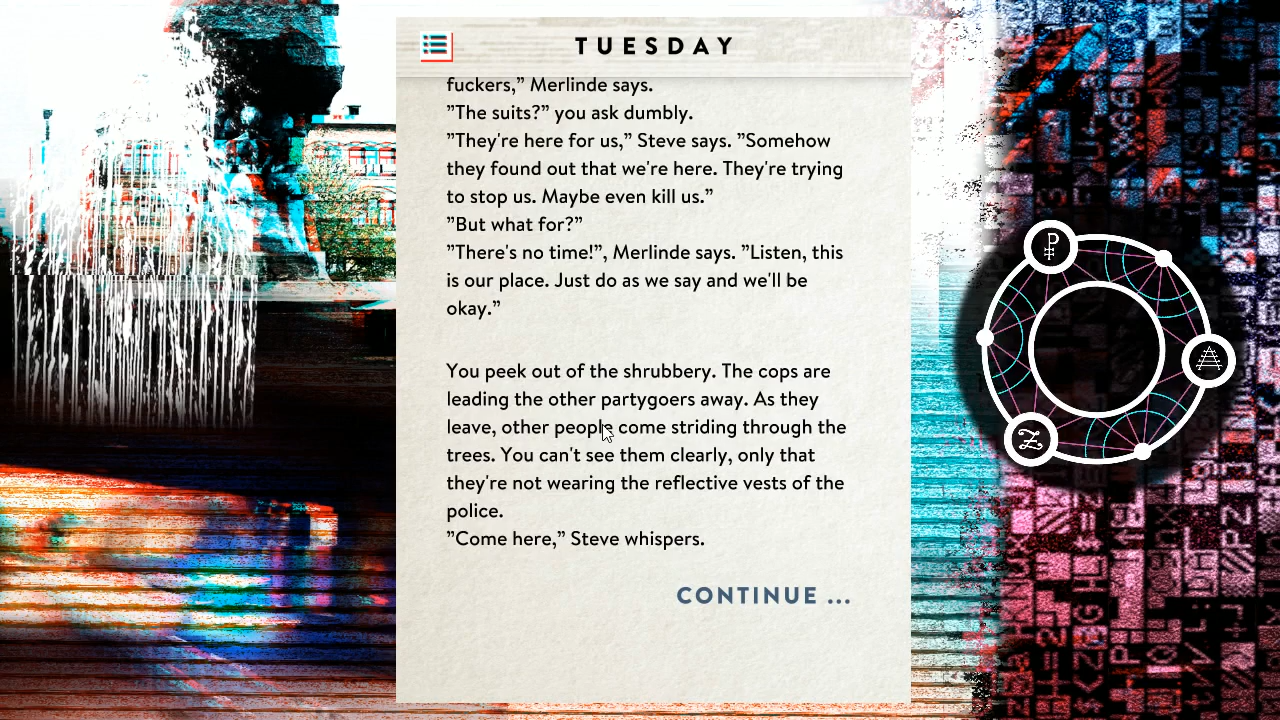 TUESDAY
fuckers,” Merlinde says.
”The suits?” you ask dumbly.
”They're here for us,” Steve says. ”Somehow
they found out that we're here. They're trying
to stop us. Maybe even kill us.”
”But what for?”
”There's no time!”, Merlinde says. ”Listen, this
is our place. Just do as we say and we'll be
okay.”
You peek out of the shrubbery. The cops are
leading the other partygoers away. As they
leave, other people come striding through the
trees. You can't see them clearly, only that
they're not wearing the reflective vests of the
police.
”Come here,” Steve whispers.
CONTINUE ...